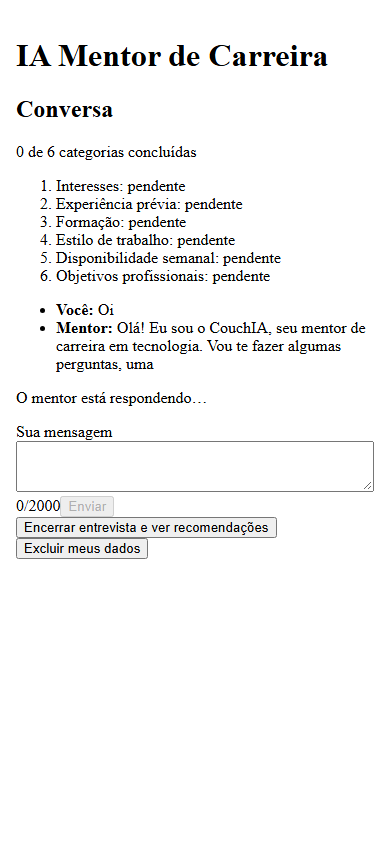 IA Mentor de Carreira
Conversa
0 de 6 categorias concluídas
1. Interesses: pendente
2. Experiência prévia: pendente
3. Formação: pendente
4. Estilo de trabalho: pendente
5. Disponibilidade semanal: pendente
6. Objetivos profissionais: pendente
• Você: Oi
• Mentor: Olá! Eu sou o CouchIA, seu mentor de
carreira em tecnologia. Vou te fazer algumas
perguntas, uma
O mentor está respondendo…
Sua mensagem
0/2000 Enviar
Encerrar entrevista e ver recomendações
Excluir meus dados